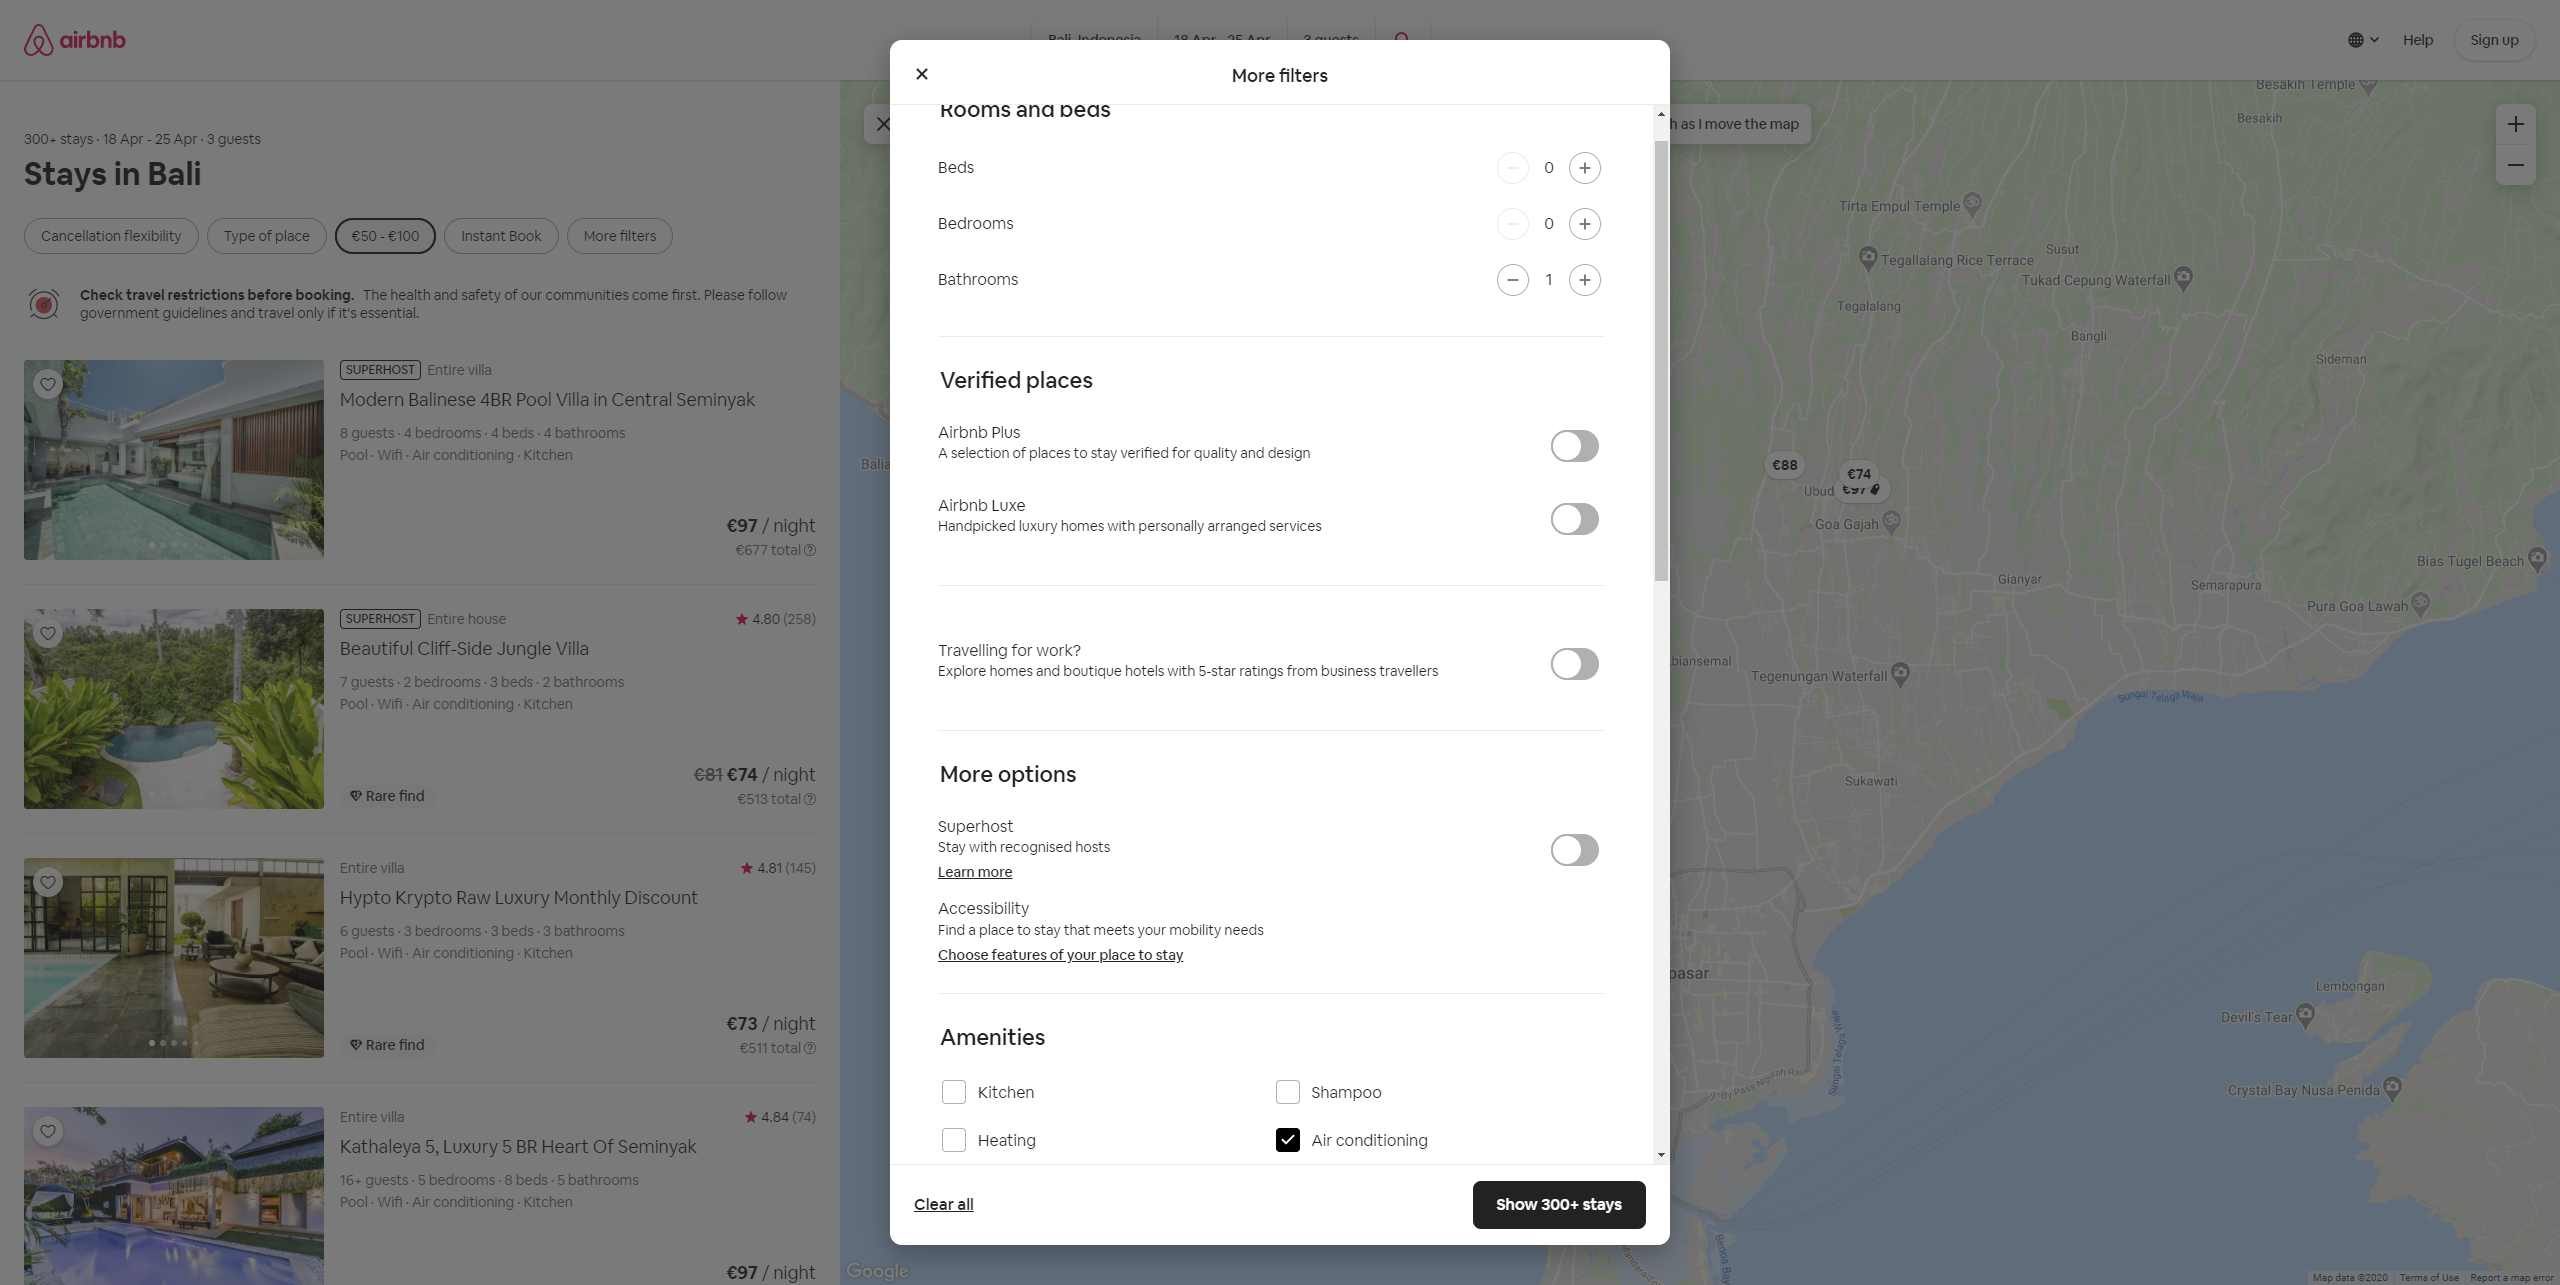 airbnb
Bali, Indonesia
18 Apr - 25 Apr
3 guests
Help
Sign up
300+ stays · 18 Apr - 25 Apr · 3 guests
Stays in Bali
Cancellation flexibility
Type of place
€50 - €100
Instant Book
More filters
Check travel restrictions before booking. The health and safety of our communities come first. Please follow
government guidelines and travel only if it's essential.
SUPERHOST Entire villa
Modern Balinese 4BR Pool Villa in Central Seminyak
8 guests · 4 bedrooms · 4 beds · 4 bathrooms
Pool · Wifi · Air conditioning · Kitchen
€97 / night
€677 total
SUPERHOST Entire house
4.80 (258)
Beautiful Cliff-Side Jungle Villa
7 guests · 2 bedrooms · 3 beds · 2 bathrooms
Pool · Wifi · Air conditioning · Kitchen
€81 €74 / night
Rare find
€513 total
Entire villa
4.81 (145)
Hypto Krypto Raw Luxury Monthly Discount
6 guests · 3 bedrooms · 3 beds · 3 bathrooms
Pool · Wifi · Air conditioning · Kitchen
€73 / night
Rare find
€511 total
Entire villa
4.84 (74)
Kathaleya 5, Luxury 5 BR Heart Of Seminyak
16+ guests · 5 bedrooms · 8 beds · 5 bathrooms
Pool · Wifi · Air conditioning · Kitchen
€97 / night
More filters
Rooms and beds
Beds
0
Bedrooms
0
Bathrooms
1
Verified places
Airbnb Plus
A selection of places to stay verified for quality and design
Airbnb Luxe
Handpicked luxury homes with personally arranged services
Travelling for work?
Explore homes and boutique hotels with 5-star ratings from business travellers
More options
Superhost
Stay with recognised hosts
Learn more
Accessibility
Find a place to stay that meets your mobility needs
Choose features of your place to stay
Amenities
Kitchen
Shampoo
Heating
Air conditioning
Clear all
Show 300+ stays
h as I move the map
Besakih Temple
Besakih
Tirta Empul Temple
Susut
Tegallalang Rice Terrace
Tukad Cepung Waterfall
Tegalalang
Bangli
Sideman
€88
€74
Ubud
€97
Goa Gajah
Bias Tugel Beach
Gianyar
Semarapura
Pura Goa Lawah
biansemal
Tegenungan Waterfall
Sungai Telaga Waja
Sukawati
pasar
Lembongan
Devil's Tear
Sungai Telaga Waja
Jl. By Pass Ngurah Rai
Crystal Bay Nusa Penida
Google
Map data ©2020
Terms of Use
Report a map error